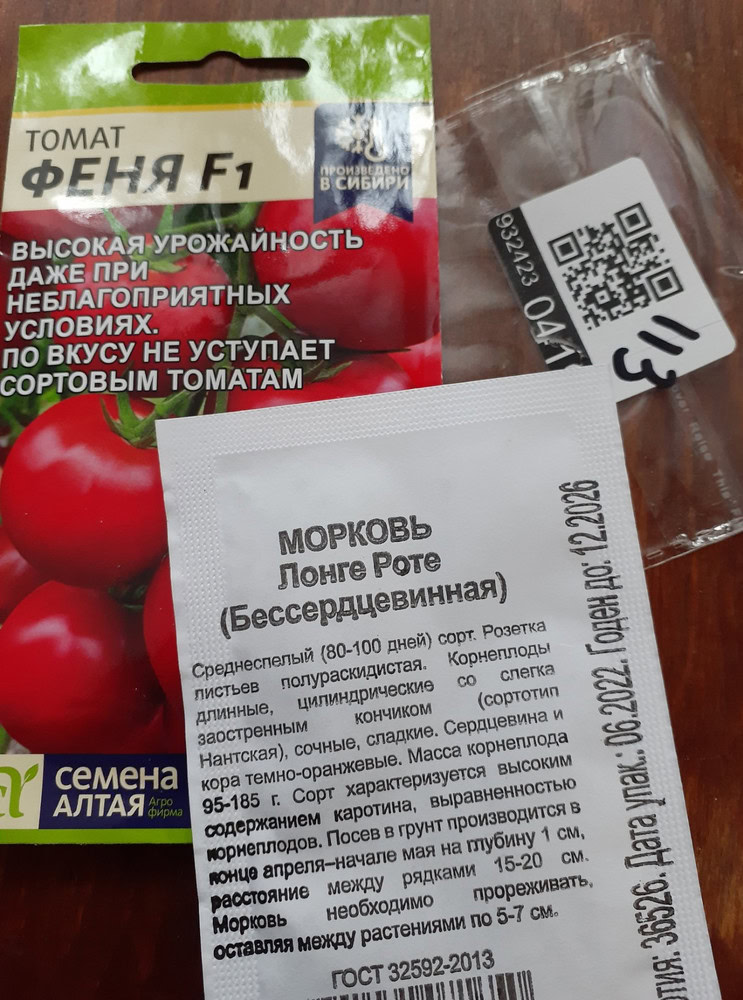 ТОМАТ
ФЕНЯ F1
ПРОИЗВЕДЕНО
В СИБИРИ
ВЫСОКАЯ УРОЖАЙНОСТЬ
ДАЖЕ ПРИ
НЕБЛАГОПРИЯТНЫХ
УСЛОВИЯХ.
ПО ВКУСУ НЕ УСТУПАЕТ
СОРТОВЫМ ТОМАТАМ
семена
АЛТАЯ
Агро
фирма
932423
04/1
113
МОРКОВЬ
Лонге Роте
(Бессердцевинная)
Среднеспелый (80-100 дней) сорт. Розетка
листьев полураскидистая. Корнеплоды
длинные, цилиндрические со слегка
заостренным кончиком (сортотип
Нантская), сочные, сладкие. Сердцевина и
кора темно-оранжевые. Масса корнеплода
95-185 г. Сорт характеризуется высоким
содержанием каротина, выравненностью
корнеплодов. Посев в грунт производится в
конце апреля–начале мая на глубину 1 см,
расстояние между рядками 15-20 см.
Морковь необходимо прореживать,
оставляя между растениями по 5-7 см.
ГОСТ 32592-2013
36526. Дата упак.: 06.2022. Годен до: 12.2026